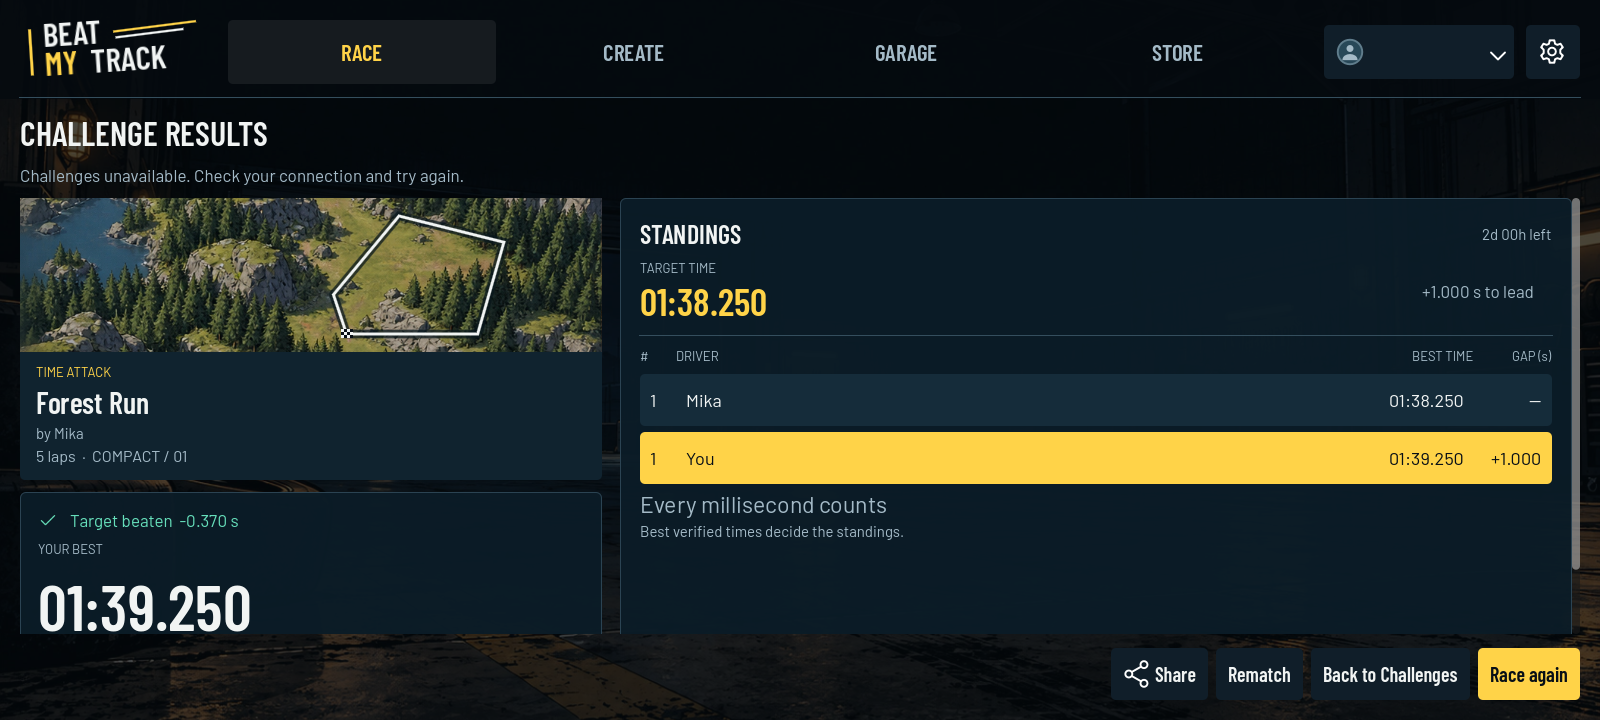 BEAT
MY TRACK
RACE
CREATE
GARAGE
STORE
CHALLENGE RESULTS
Challenges unavailable. Check your connection and try again.
TIME ATTACK
Forest Run
by Mika
5 laps · COMPACT / 01
Target beaten -0.370 s
YOUR BEST
01:39.250
STANDINGS
2d 00h left
TARGET TIME
01:38.250
+1.000 s to lead
# DRIVER BEST TIME GAP (s)
1 Mika 01:38.250 —
1 You 01:39.250 +1.000
Every millisecond counts
Best verified times decide the standings.
Share
Rematch
Back to Challenges
Race again